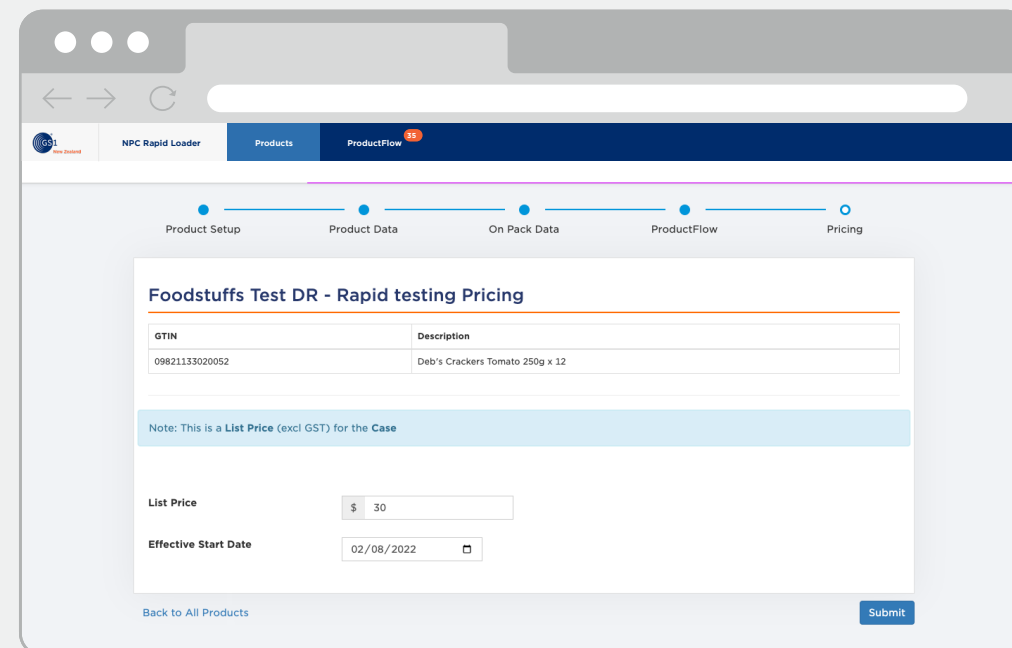 GS1
New Zealand
NPC Rapid Loader
Products
ProductFlow
35
Product Setup
Product Data
On Pack Data
ProductFlow
Pricing
Foodstuffs Test DR - Rapid testing Pricing
GTIN Description
09821133020052 Deb's Crackers Tomato 250g x 12
Note: This is a List Price (excl GST) for the Case
List Price $ 30
Effective Start Date 02/08/2022
Back to All Products Submit